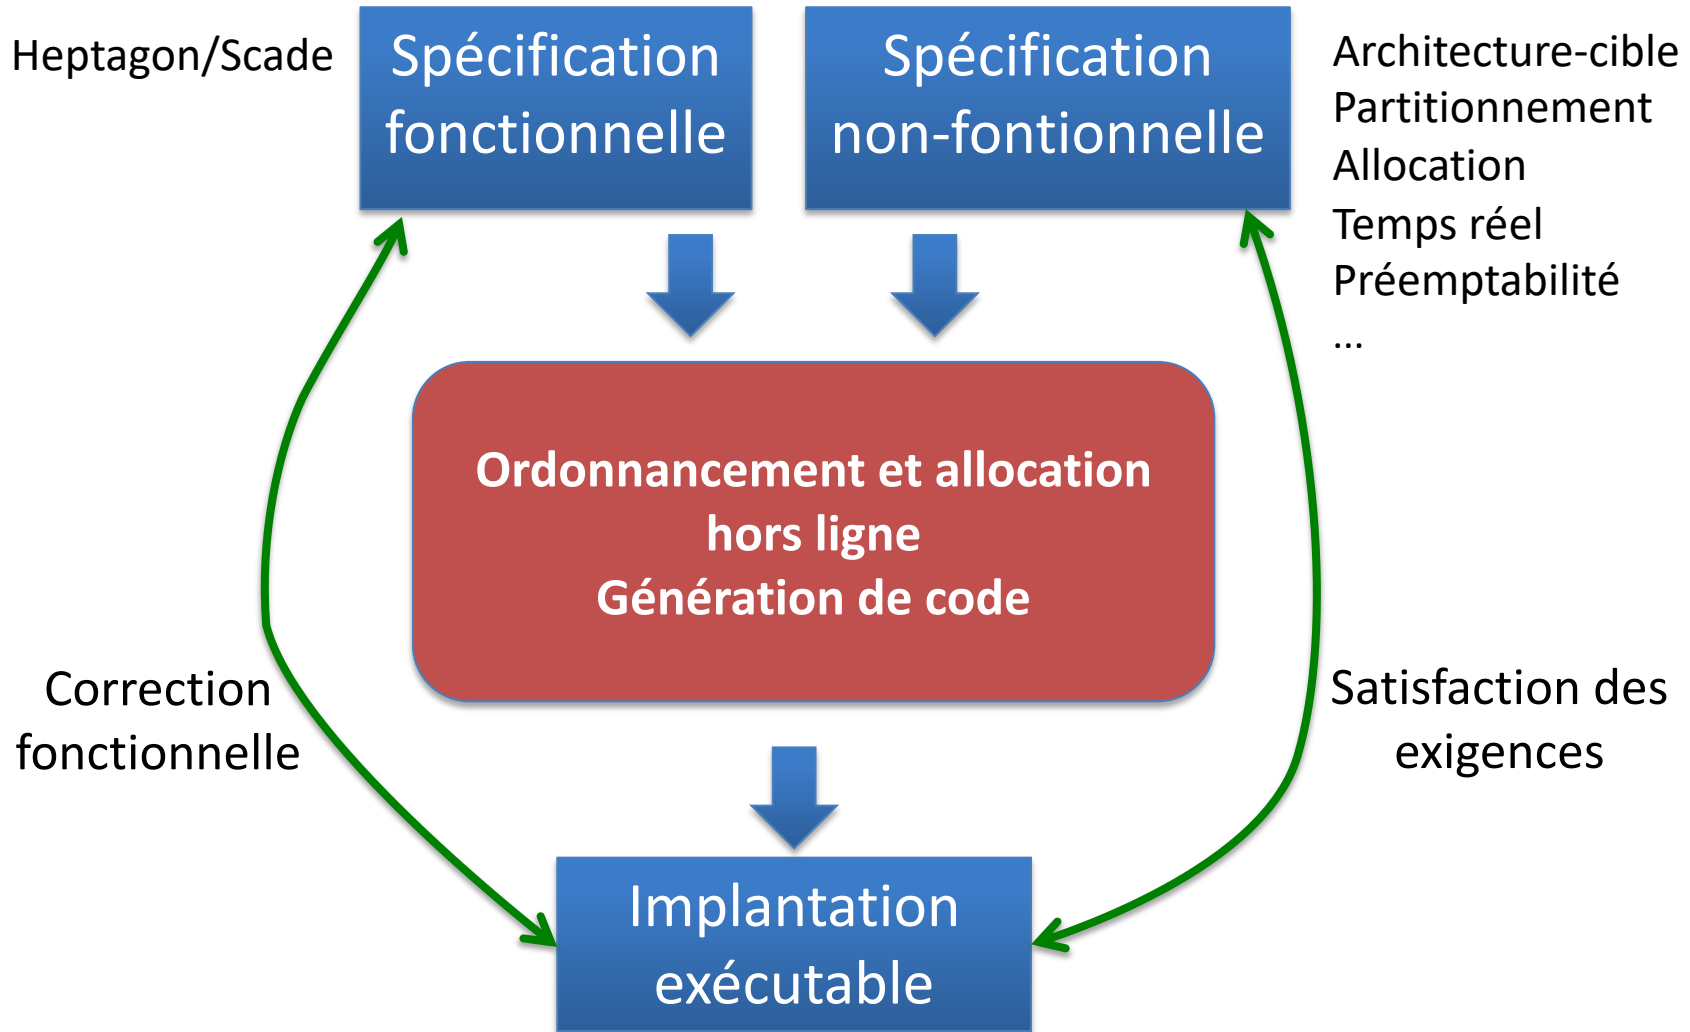 Heptagon/Scade
Spécification
fonctionnelle
Spécification
non-fontionnelle
Architecture-cible
Partitionnement
Allocation
Temps réel
Préemptabilité
...
Ordonnancement et allocation
hors ligne
Génération de code
Correction
fonctionnelle
Satisfaction des
exigences
Implantation
exécutable